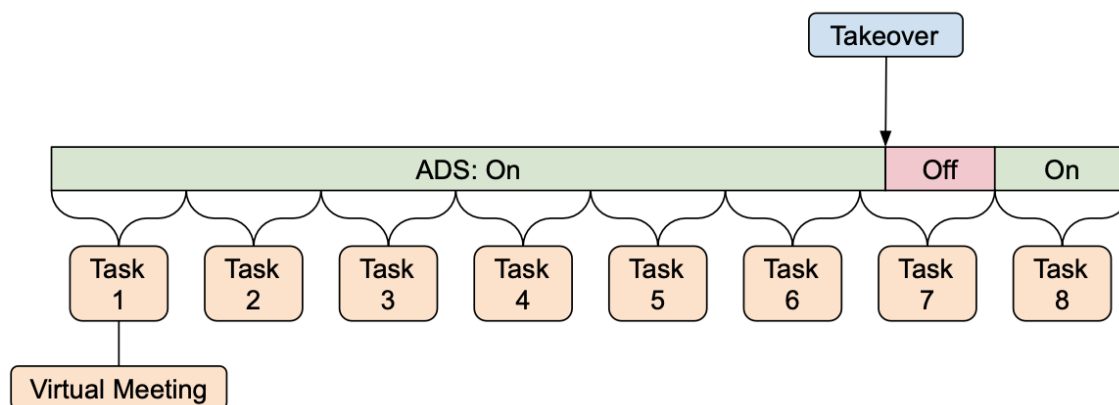 Takeover
ADS: On
Off
On
Task
1
Task
2
Task
3
Task
4
Task
5
Task
6
Task
7
Task
8
Virtual Meeting